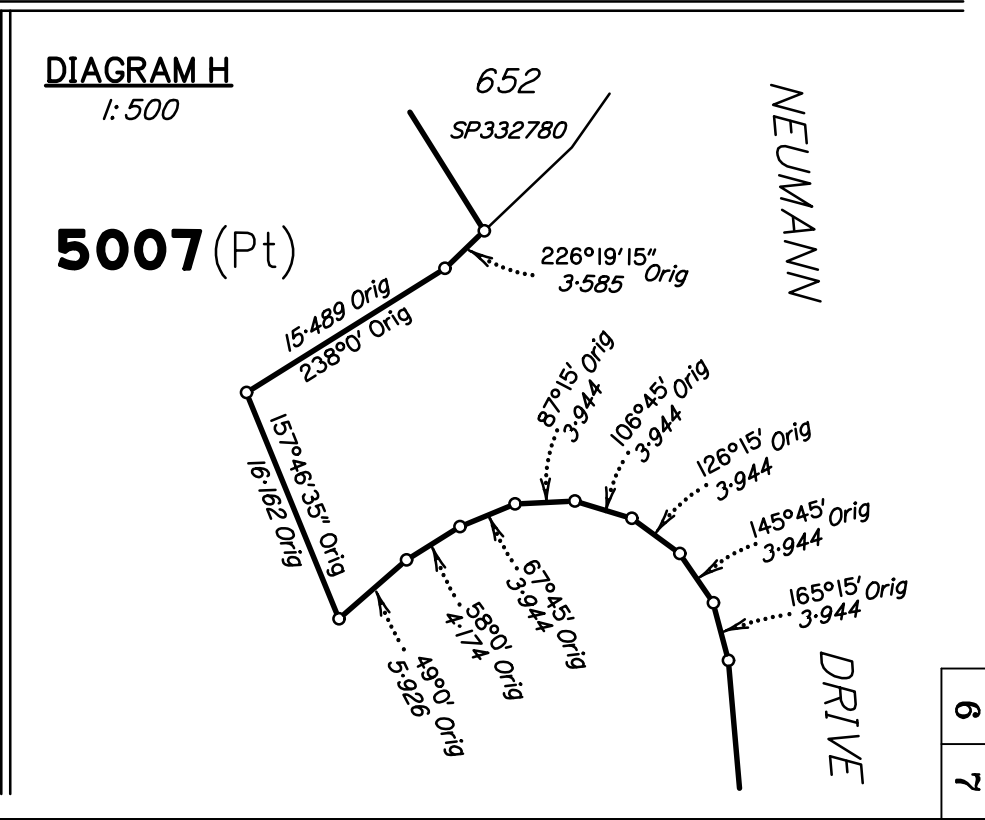 DIAGRAM H
1:500
652
SP332780
NEUMANN
5007 (Pt)
226°19'15"
3·585 Orig
15·489 Orig
238°0' Orig
157°46'35" Orig
16·162 Orig
87°15' Orig
3·944
106°45' Orig
3·944
126°15' Orig
3·944
145°45' Orig
3·944
165°15' Orig
3·944
67°45' Orig
3·944
58°0' Orig
4·174
49°0' Orig
5·926
DRIVE
6
7